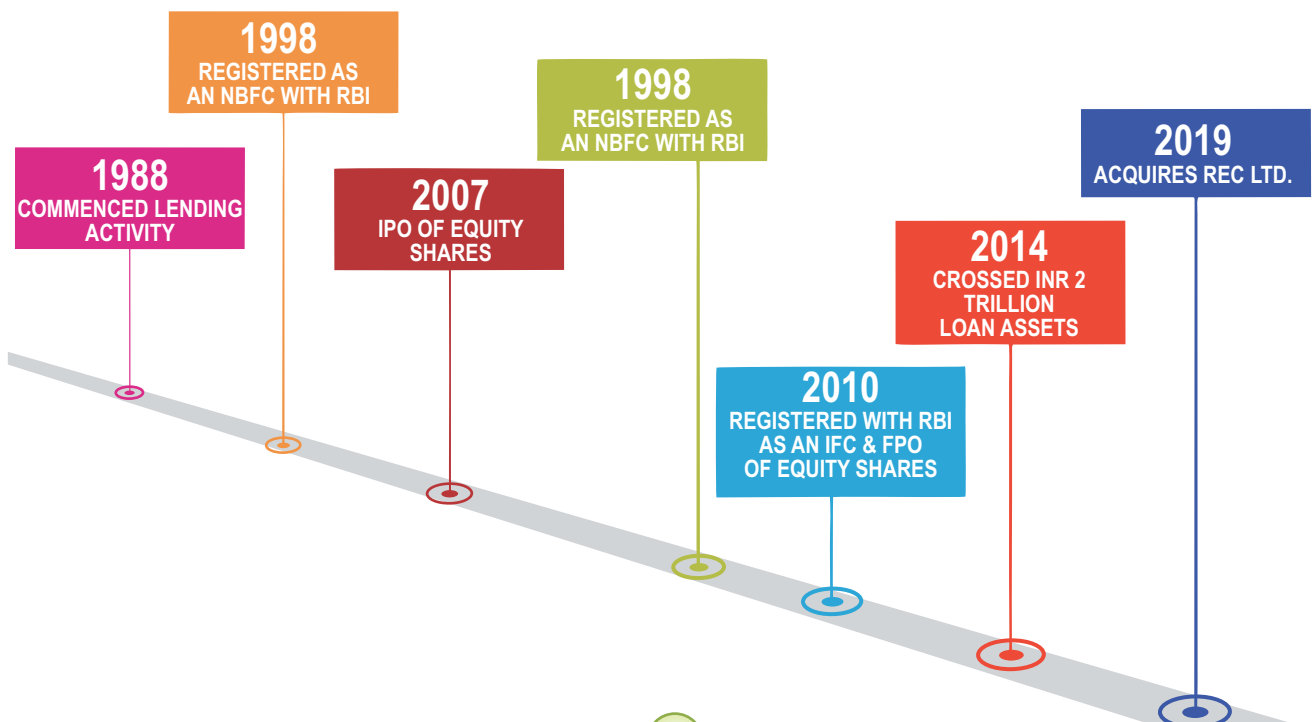 1988
COMMENCED LENDING
ACTIVITY
1998
REGISTERED AS
AN NBFC WITH RBI
2007
IPO OF EQUITY
SHARES
1998
REGISTERED AS
AN NBFC WITH RBI
2010
REGISTERED WITH RBI
AS AN IFC & FPO
OF EQUITY SHARES
2014
CROSSED INR 2
TRILLION
LOAN ASSETS
2019
ACQUIRES REC LTD.